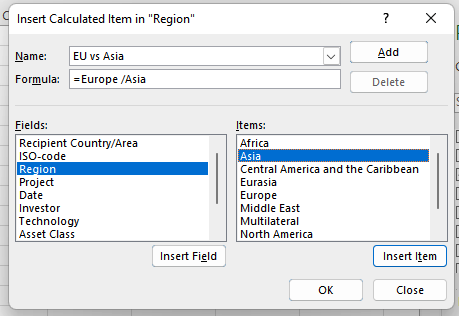 Insert Calculated Item in "Region"
Name: EU vs Asia Add
Formula: =Europe /Asia Delete
Fields: Items:
Recipient Country/Area Africa
ISO-code Asia
Region Central America and the Caribbean
Project Eurasia
Date Europe
Investor Middle East
Technology Multilateral
Asset Class North America
Insert Field Insert Item
OK Close